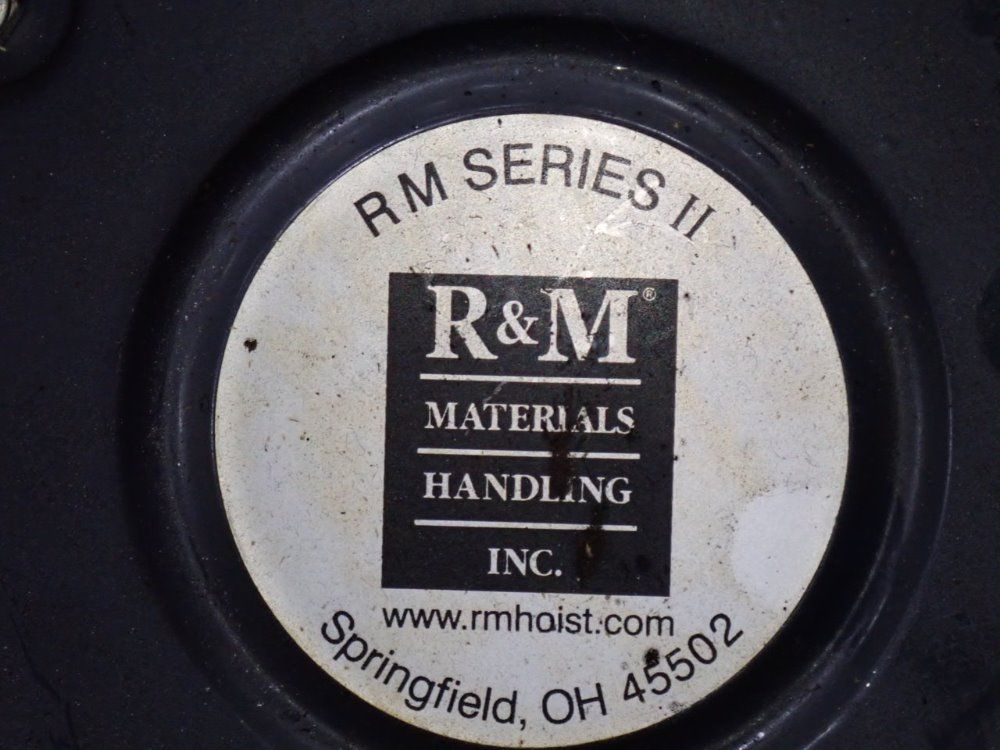 RM SERIES II
R&M®
MATERIALS
HANDLING
INC.
www.rmhoist.com
Springfield, OH 45502